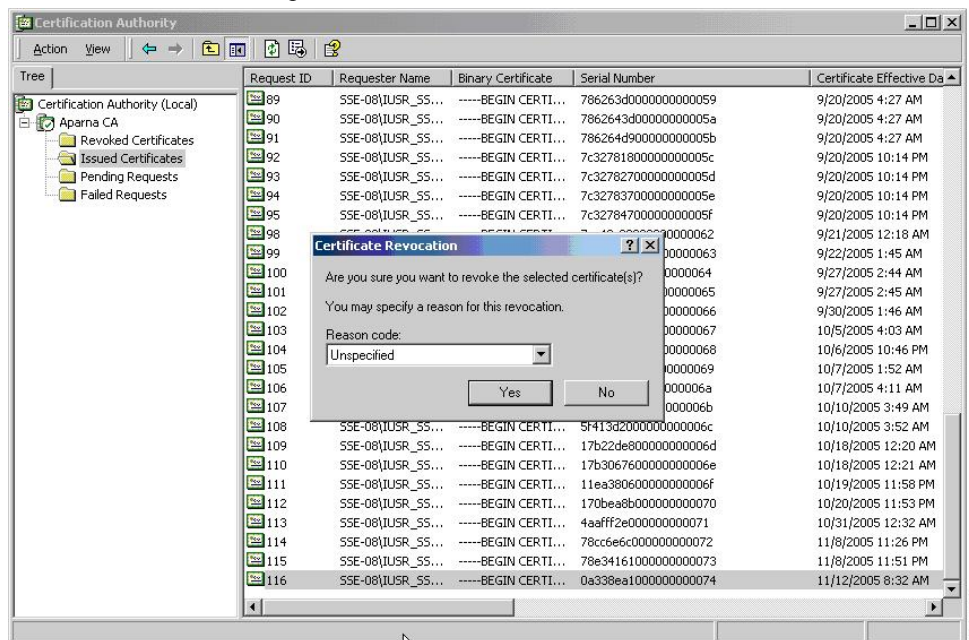 Certification Authority
Action View
Tree
Request ID Requester Name Binary Certificate Serial Number Certificate Effective Da
Certification Authority (Local)
Aparna CA
Revoked Certificates
Issued Certificates
Pending Requests
Failed Requests
89 SSE-08\IUSR_SS... -----BEGIN CERTI... 786263d0000000000059 9/20/2005 4:27 AM
90 SSE-08\IUSR_SS... -----BEGIN CERTI... 7862643d00000000005a 9/20/2005 4:27 AM
91 SSE-08\IUSR_SS... -----BEGIN CERTI... 786264d900000000005b 9/20/2005 4:27 AM
92 SSE-08\IUSR_SS... -----BEGIN CERTI... 7c3278180000000005c 9/20/2005 10:14 PM
93 SSE-08\IUSR_SS... -----BEGIN CERTI... 7c3278270000000005d 9/20/2005 10:14 PM
94 SSE-08\IUSR_SS... -----BEGIN CERTI... 7c3278370000000005e 9/20/2005 10:14 PM
95 SSE-08\IUSR_SS... -----BEGIN CERTI... 7c3278470000000005f 9/20/2005 10:14 PM
98 0000062 9/21/2005 12:18 AM
99 0000063 9/22/2005 1:45 AM
100 0000064 9/27/2005 2:44 AM
101 0000065 9/27/2005 2:45 AM
102 0000066 9/30/2005 1:46 AM
103 0000067 10/5/2005 4:03 AM
104 0000068 10/6/2005 10:46 PM
105 0000069 10/7/2005 1:52 AM
106 000006a 10/7/2005 4:11 AM
107 000006b 10/10/2005 3:49 AM
108 SSE-08\IUSR_SS... -----BEGIN CERTI... 5f413d2000000000006c 10/10/2005 3:52 AM
109 SSE-08\IUSR_SS... -----BEGIN CERTI... 17b22de800000000006d 10/18/2005 12:20 AM
110 SSE-08\IUSR_SS... -----BEGIN CERTI... 17b3067600000000006e 10/18/2005 12:21 AM
111 SSE-08\IUSR_SS... -----BEGIN CERTI... 11ea380600000000006f 10/19/2005 11:58 PM
112 SSE-08\IUSR_SS... -----BEGIN CERTI... 170bea8b000000000070 10/20/2005 11:53 PM
113 SSE-08\IUSR_SS... -----BEGIN CERTI... 4aafff2e000000000071 10/31/2005 12:32 AM
114 SSE-08\IUSR_SS... -----BEGIN CERTI... 78cc6e6c000000000072 11/8/2005 11:26 PM
115 SSE-08\IUSR_SS... -----BEGIN CERTI... 78e34161000000000073 11/8/2005 11:51 PM
116 SSE-08\IUSR_SS... -----BEGIN CERTI... 0a338ea1000000000074 11/12/2005 8:32 AM
Certificate Revocation
Are you sure you want to revoke the selected certificate(s)?
You may specify a reason for this revocation.
Reason code:
Unspecified
Yes No